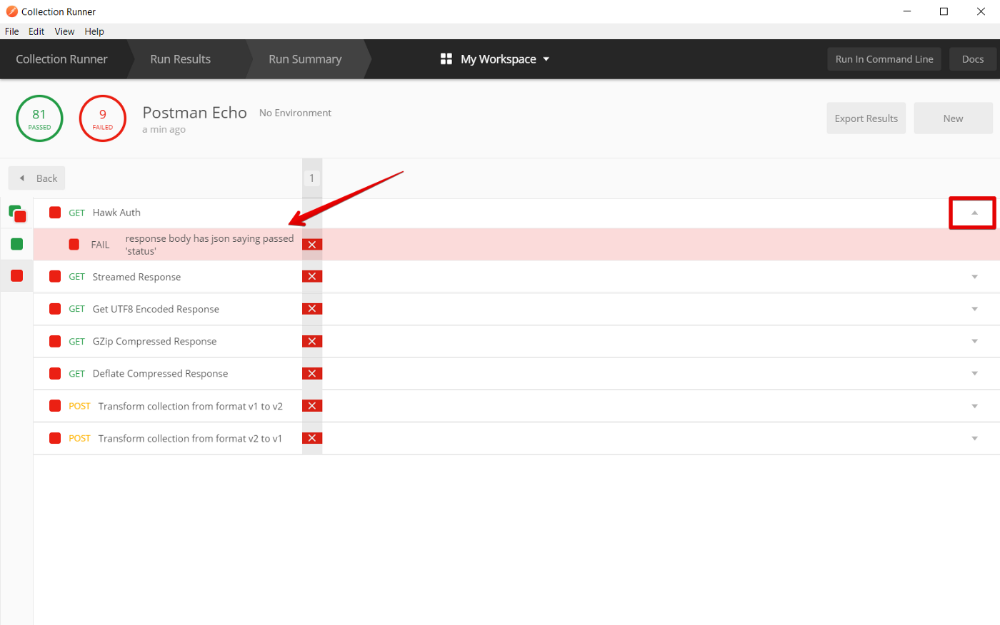 Collection Runner
File Edit View Help
Collection Runner Run Results Run Summary My Workspace Run In Command Line Docs
81 PASSED
9 FAILED
Postman Echo No Environment
a min ago
Export Results New
Back 1
GET Hawk Auth
FAIL response body has json saying passed
'status'
GET Streamed Response
GET Get UTF8 Encoded Response
GET GZip Compressed Response
GET Deflate Compressed Response
POST Transform collection from format v1 to v2
POST Transform collection from format v2 to v1